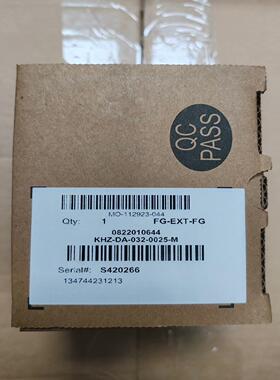 QC
PASS
MO-112923-044
Qty: 1 FG-EXT-FG
0822010644
KHZ-DA-032-0025-M
Serial#: S420266
134744231213